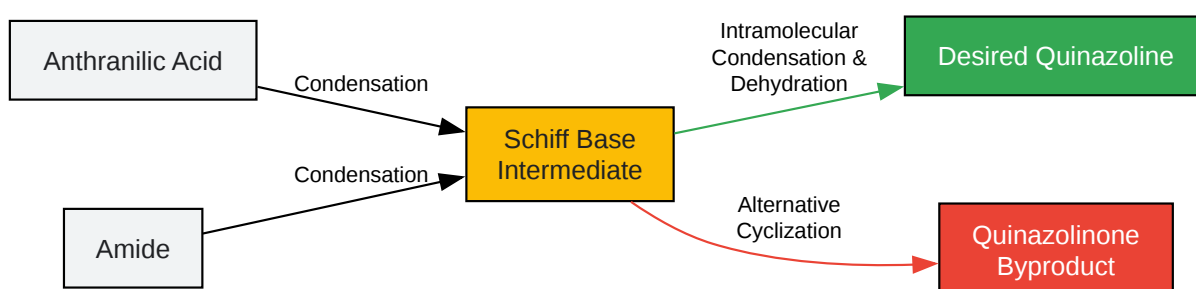 Anthranilic Acid
Condensation
Amide
Condensation
Schiff Base
Intermediate
Intramolecular
Condensation &
Dehydration
Desired Quinazoline
Alternative
Cyclization
Quinazolinone
Byproduct